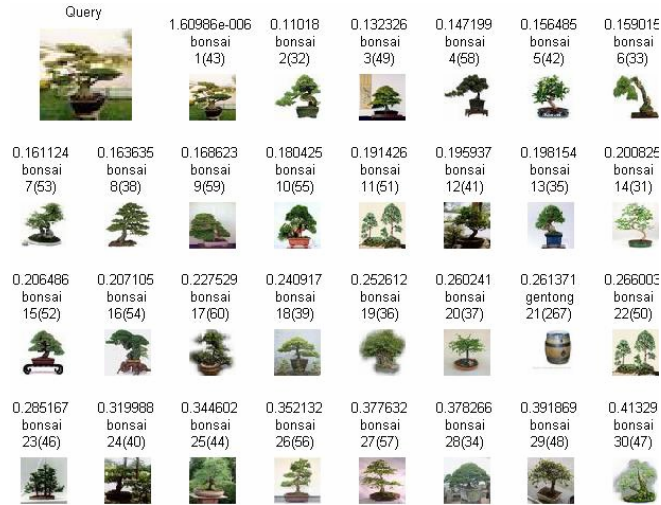 Query
1.60986e-006 0.11018 0.132326 0.147199 0.156485 0.159015
bonsai bonsai bonsai bonsai bonsai bonsai
1(43) 2(32) 3(49) 4(58) 5(42) 6(33)
0.161124 0.163635 0.168623 0.180425 0.191426 0.195937 0.198154 0.200825
bonsai bonsai bonsai bonsai bonsai bonsai bonsai bonsai
7(53) 8(38) 9(59) 10(55) 11(51) 12(41) 13(35) 14(31)
0.206486 0.207105 0.227529 0.240917 0.252612 0.260241 0.261371 0.266003
bonsai bonsai bonsai bonsai bonsai bonsai gentong bonsai
15(52) 16(54) 17(60) 18(39) 19(36) 20(37) 21(267) 22(50)
0.285167 0.319988 0.344602 0.352132 0.377632 0.378266 0.391869 0.41329
bonsai bonsai bonsai bonsai bonsai bonsai bonsai bonsai
23(46) 24(40) 25(44) 26(56) 27(57) 28(34) 29(48) 30(47)